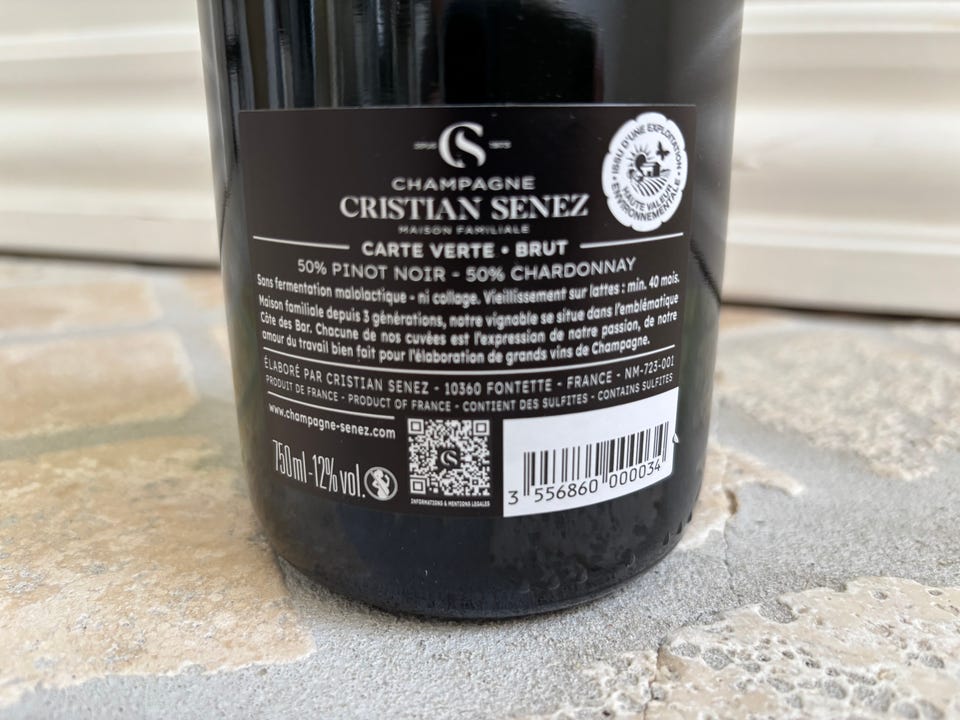 CS
CHAMPAGNE
CRISTIAN SENEZ
MAISON FAMILIALE
CARTE VERTE • BRUT
50% PINOT NOIR - 50% CHARDONNAY
Sans fermentation malolactique - ni collage. Vieillissement sur lattes : min. 40 mois.
Maison familiale depuis 3 générations, notre vignoble se situe dans l'emblématique
Côte des Bar. Chacune de nos cuvées est l'expression de notre passion, de notre
amour du travail bien fait pour l'élaboration de grands vins de Champagne.
ÉLABORÉ PAR CRISTIAN SENEZ - 10360 FONTETTE - FRANCE - NM-723-001
PRODUIT DE FRANCE - PRODUCT OF FRANCE - CONTIENT DES SULFITES - CONTAINS SULFITES
www.champagne-senez.com
750ml-12%vol.
INFORMATIONS & MENTIONS LEGALES
3 556860 000034
ISSU D'UNE EXPLOITATION
HAUTE VALEUR
ENVIRONNEMENTALE